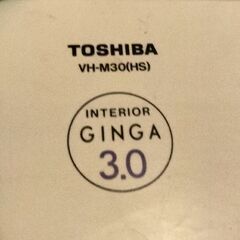 TOSHIBA
VH-M30(HS)
INTERIOR
GINGA
3.0